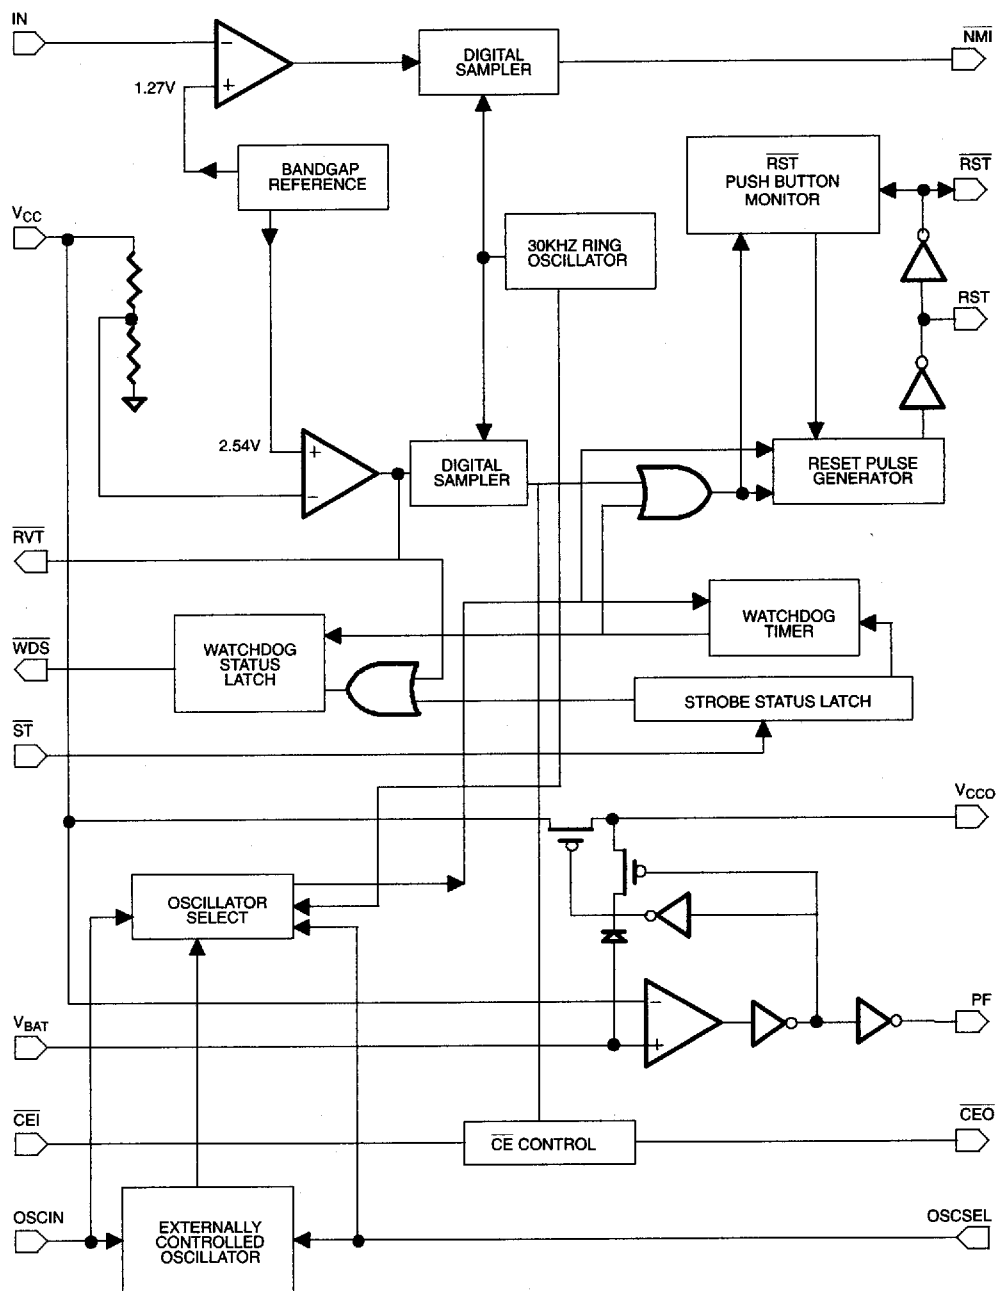 IN
NMI
DIGITAL
SAMPLER
−
+
1.27V
BANDGAP
REFERENCE
RST
PUSH BUTTON
MONITOR
RST
VCC
30KHZ RING
OSCILLATOR
RST
2.54V
+
−
DIGITAL
SAMPLER
RESET PULSE
GENERATOR
RVT
WATCHDOG
TIMER
WDS
WATCHDOG
STATUS
LATCH
STROBE STATUS LATCH
ST
VCCO
OSCILLATOR
SELECT
−
+
PF
VBAT
CEI
CE CONTROL
CEO
OSCIN
EXTERNALLY
CONTROLLED
OSCILLATOR
OSCSEL